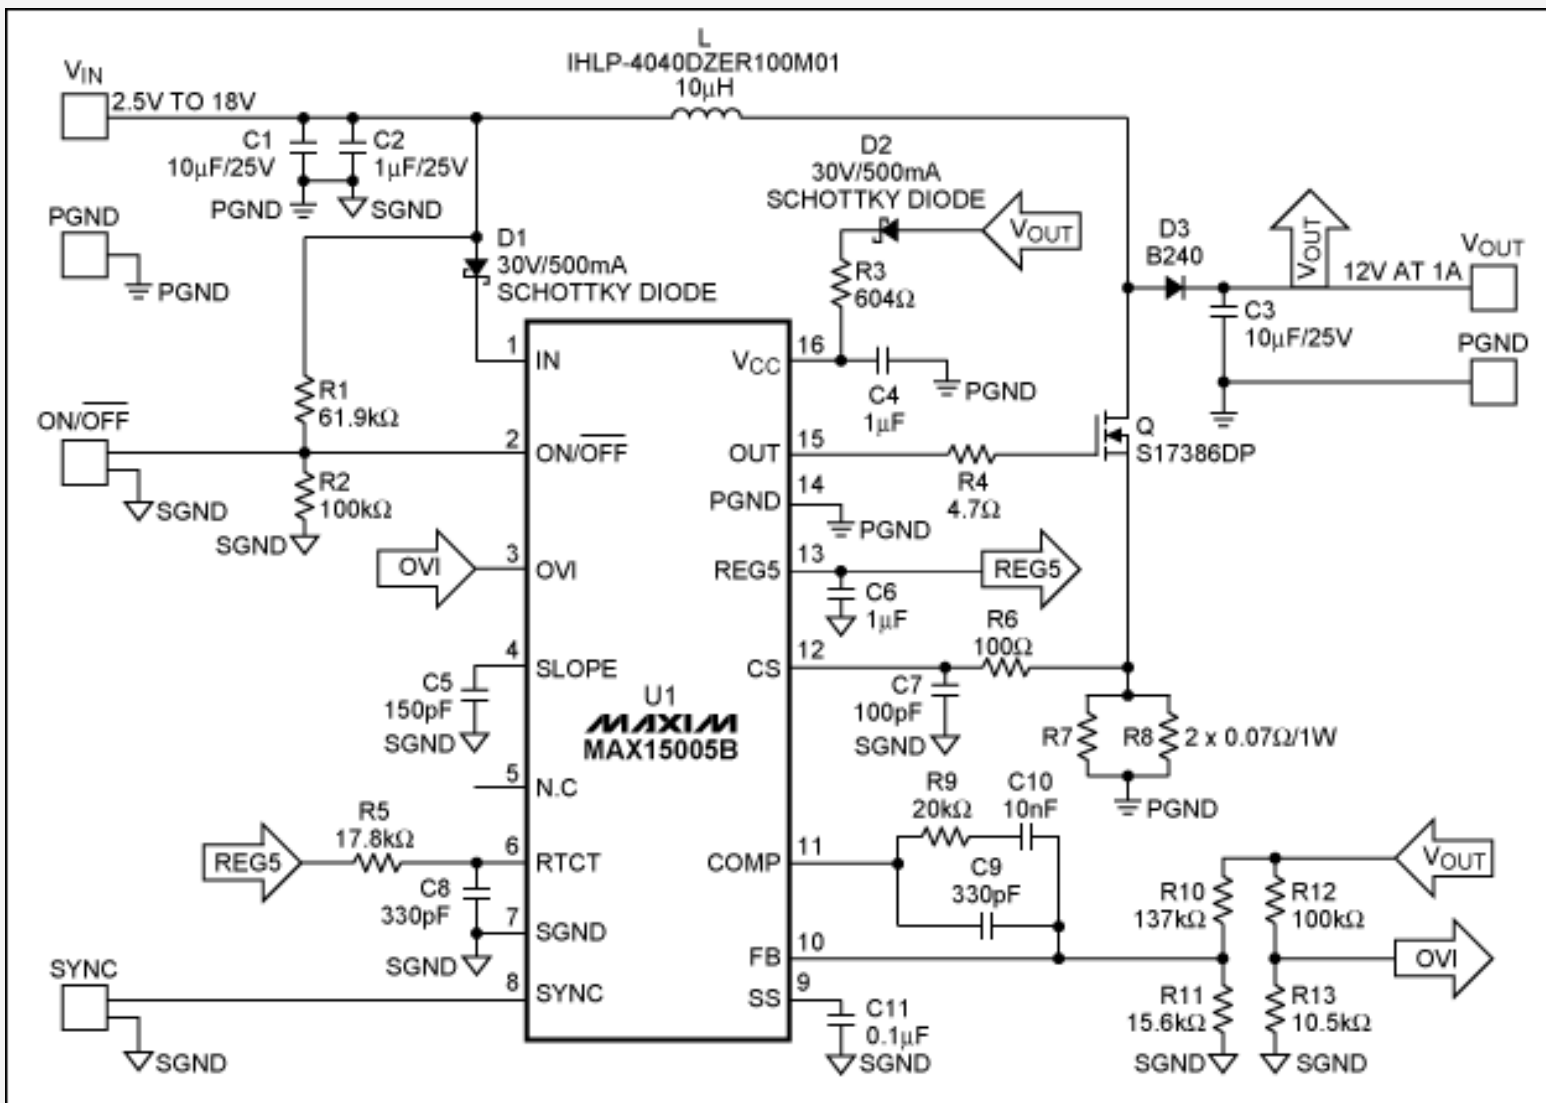 L
IHLP-4040DZER100M01
10μH
VIN
2.5V TO 18V
C1
10μF/25V
C2
1μF/25V
PGND
SGND
PGND
PGND
D1
30V/500mA
SCHOTTKY DIODE
D2
30V/500mA
SCHOTTKY DIODE
VOUT
R3
604Ω
D3
B240
VOUT
VOUT
12V AT 1A
C3
10μF/25V
PGND
R1
61.9kΩ
ON/OFF
SGND
R2
100kΩ
SGND
OVI
C5
150pF
SGND
REG5
R5
17.8kΩ
C8
330pF
SGND
SYNC
SGND
1
IN
2
ON/OFF
3
OVI
4
SLOPE
5
N.C
6
RTCT
7
SGND
8
SYNC
U1
MAXIM
MAX15005B
16
VCC
15
OUT
14
PGND
13
REG5
12
CS
11
COMP
10
FB
9
SS
C4
1μF
PGND
R4
4.7Ω
Q
S17386DP
PGND
REG5
C6
1μF
R6
100Ω
C7
100pF
SGND
R7
R8
2 x 0.07Ω/1W
PGND
R9
20kΩ
C10
10nF
C9
330pF
VOUT
R10
137kΩ
R12
100kΩ
OVI
R11
15.6kΩ
R13
10.5kΩ
SGND
SGND
C11
0.1μF
SGND